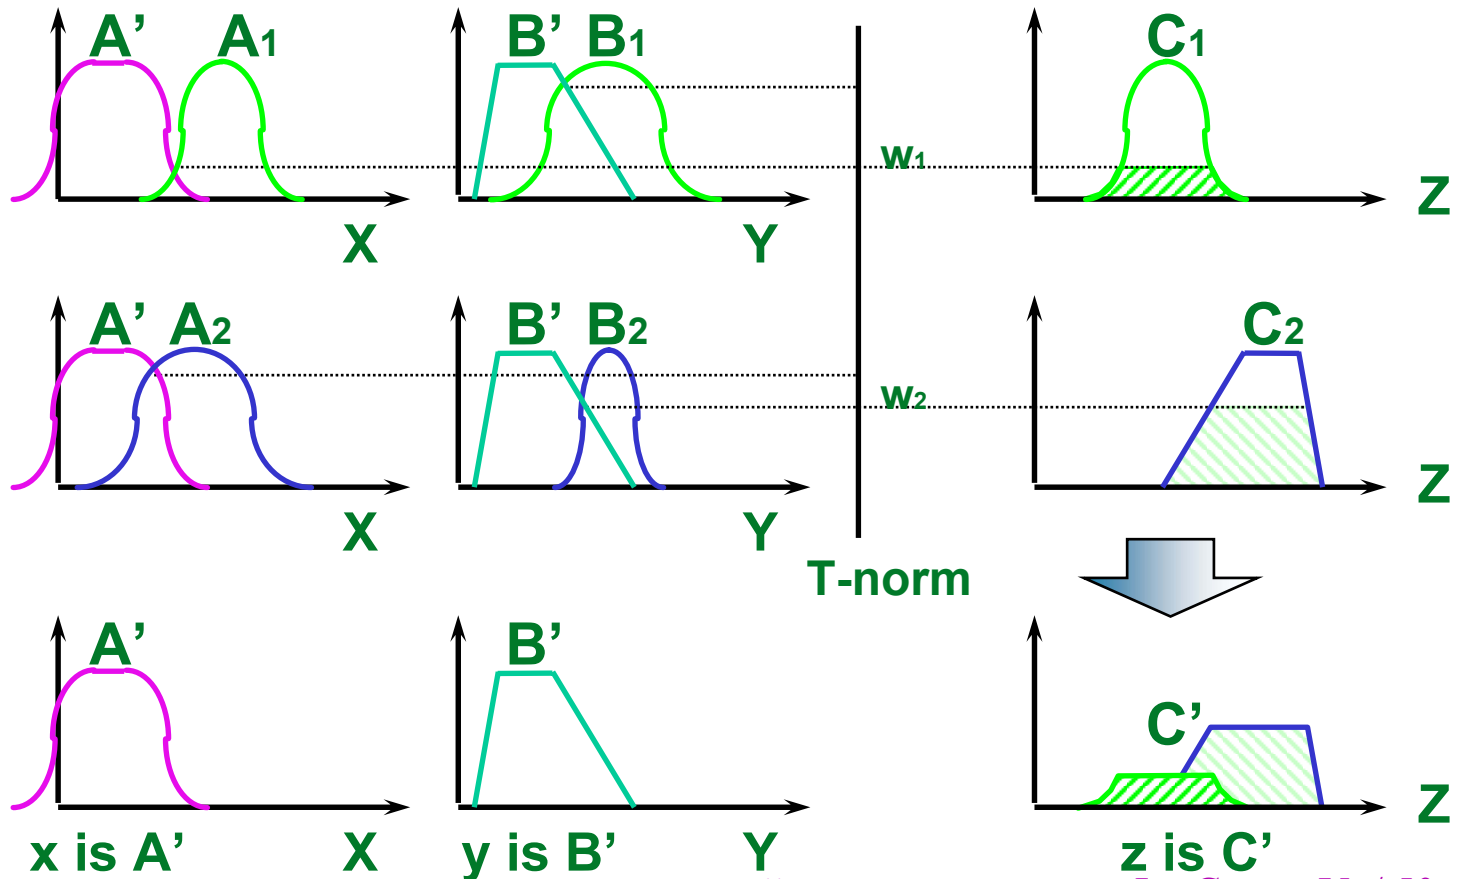 A’ A1 B’ B1 C1
w1
Z
X Y
A’ A2 B’ B2 C2
w2
Z
X Y
T-norm
A’ B’
C’
Z
x is A’ X y is B’ Y z is C’